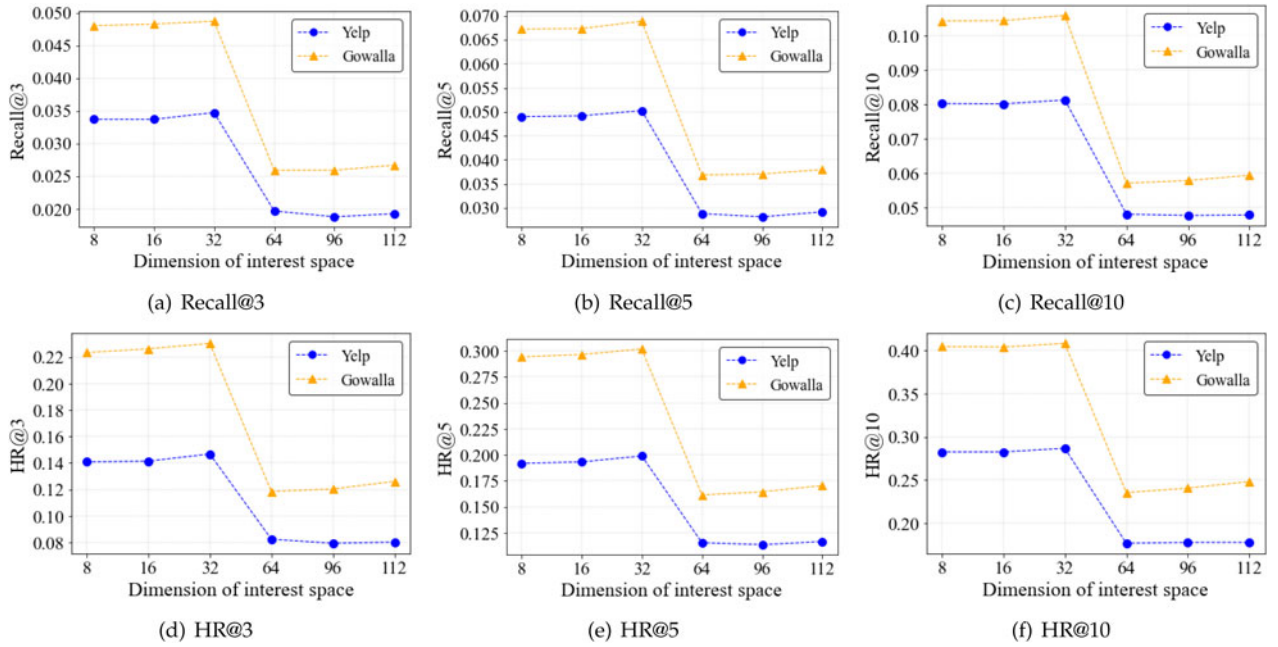 0.050
0.045
0.040
0.035
0.030
0.025
0.020
Recall@3
Yelp
Gowalla
8 16 32 64 96 112
Dimension of interest space
(a) Recall@3
0.070
0.065
0.060
0.055
0.050
0.045
0.040
0.035
0.030
Recall@5
Yelp
Gowalla
8 16 32 64 96 112
Dimension of interest space
(b) Recall@5
0.10
0.09
0.08
0.07
0.06
0.05
Recall@10
Yelp
Gowalla
8 16 32 64 96 112
Dimension of interest space
(c) Recall@10
0.22
0.20
0.18
0.16
0.14
0.12
0.10
0.08
HR@3
Yelp
Gowalla
8 16 32 64 96 112
Dimension of interest space
(d) HR@3
0.300
0.275
0.250
0.225
0.200
0.175
0.150
0.125
HR@5
Yelp
Gowalla
8 16 32 64 96 112
Dimension of interest space
(e) HR@5
0.40
0.35
0.30
0.25
0.20
HR@10
Yelp
Gowalla
8 16 32 64 96 112
Dimension of interest space
(f) HR@10